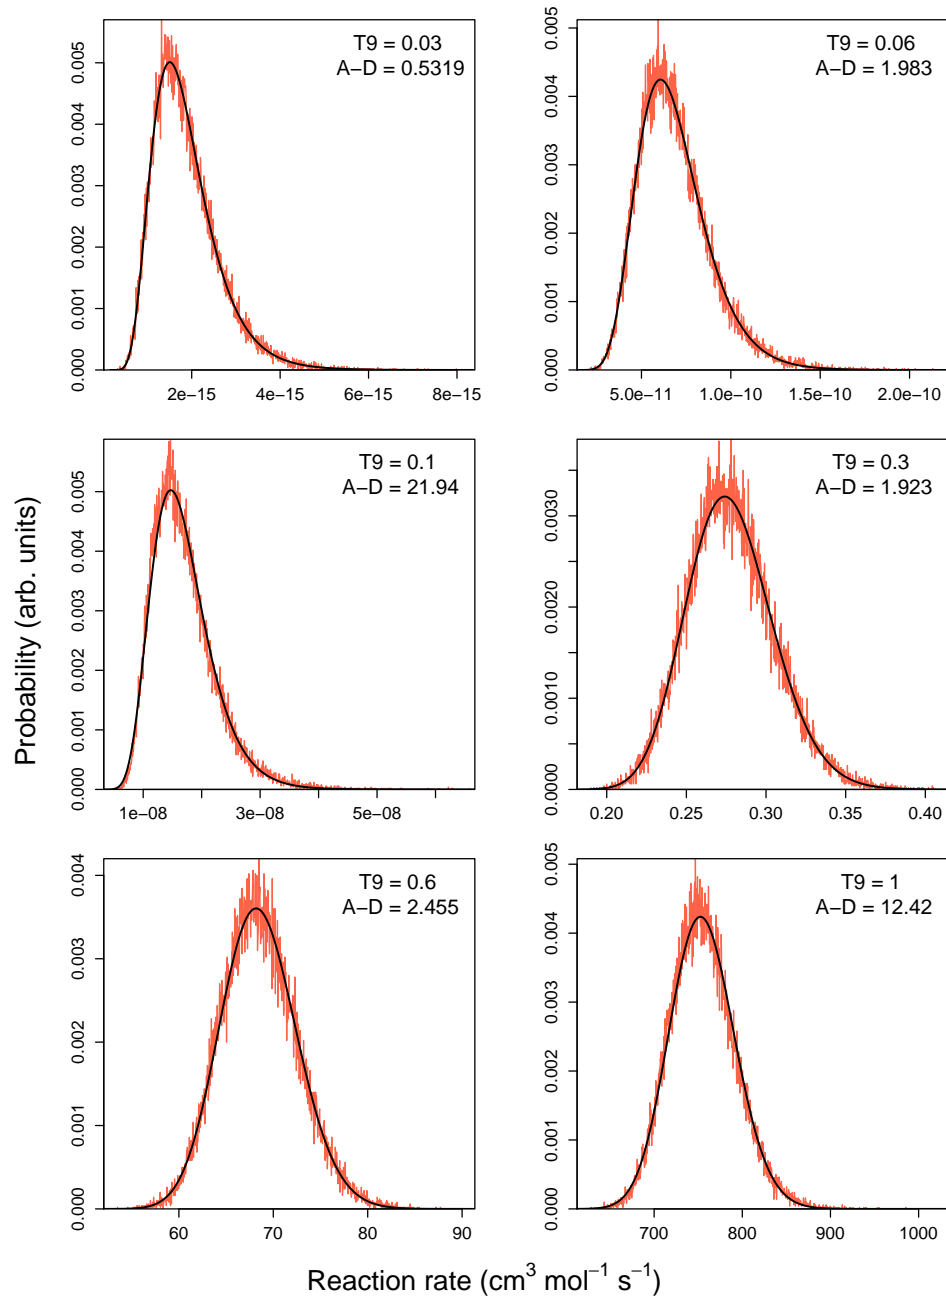 T9 = 0.03
A−D = 0.5319
0.000 0.001 0.002 0.003 0.004 0.005
2e−15 4e−15 6e−15 8e−15
T9 = 0.06
A−D = 1.983
0.000 0.001 0.002 0.003 0.004 0.005
5.0e−11 1.0e−10 1.5e−10 2.0e−10
T9 = 0.1
A−D = 21.94
0.000 0.001 0.002 0.003 0.004 0.005
1e−08 3e−08 5e−08
T9 = 0.3
A−D = 1.923
0.0000 0.0010 0.0020 0.0030
0.20 0.25 0.30 0.35 0.40
Probability (arb. units)
T9 = 0.6
A−D = 2.455
0.000 0.001 0.002 0.003 0.004
60 70 80 90
T9 = 1
A−D = 12.42
0.000 0.001 0.002 0.003 0.004 0.005
700 800 900 1000
Reaction rate (cm³ mol⁻¹ s⁻¹)